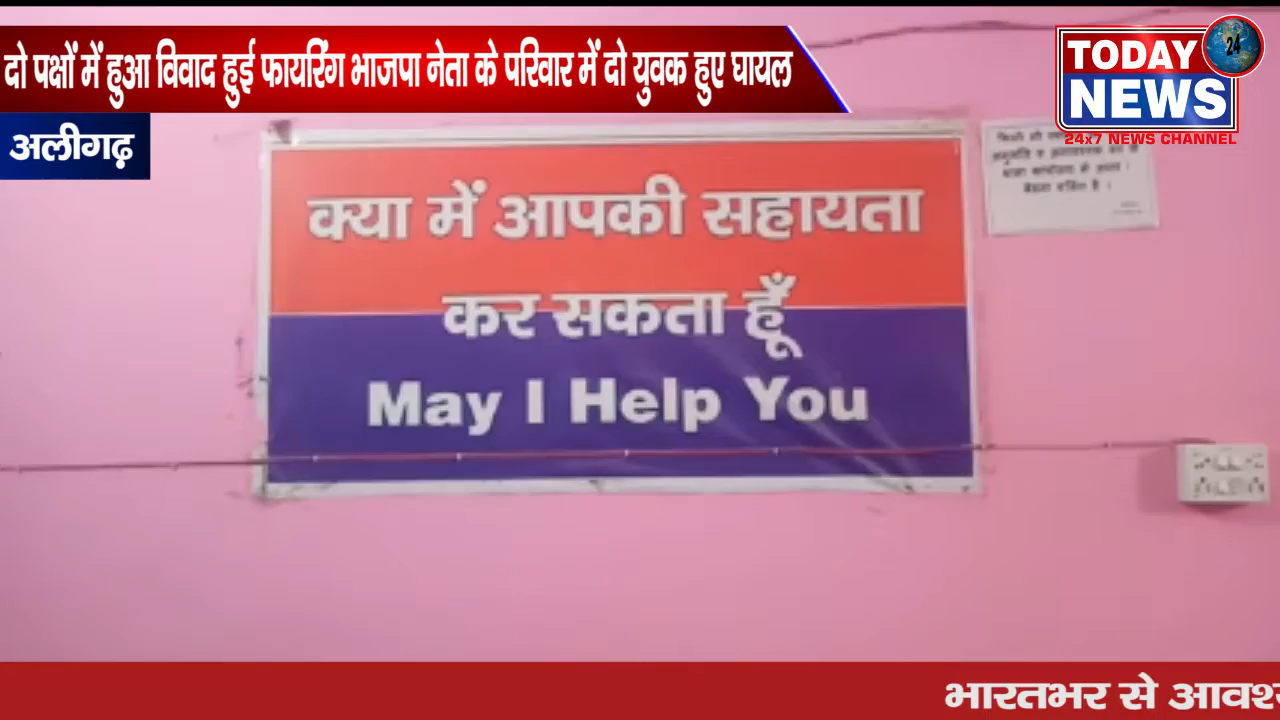 दो पक्षों में हुआ विवाद हुई फायरिंग भाजपा नेता के परिवार में दो युवक हुए घायल
अलीगढ़
TODAY 24
NEWS
24x7 NEWS CHANNEL
क्या में आपकी सहायता
कर सकता हूँ
May I Help You
भारतभर से